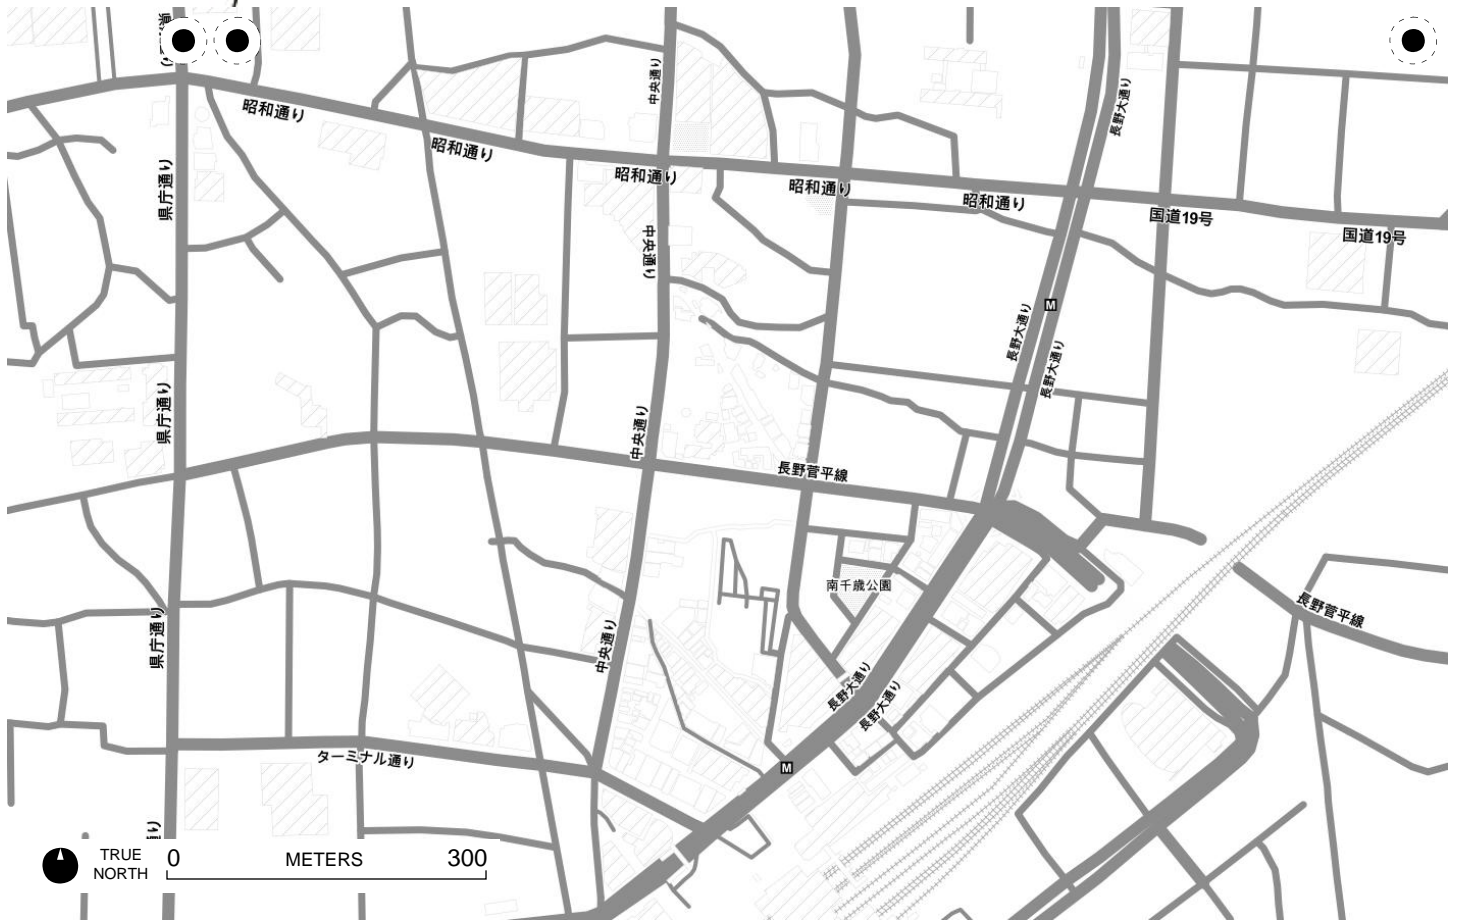 中央通り
長野大通り
昭和通り
昭和通り
県庁通り
昭和通り
昭和通り
昭和通り
国道19号
国道19号
中央通り
M
長野大通り
長野大通り
県庁通り
中央通り
長野菅平線
南千歳公園
長野菅平線
県庁通り
中央通り
長野大通り
長野大通り
ターミナル通り
M
TRUE
NORTH
0 METERS 300